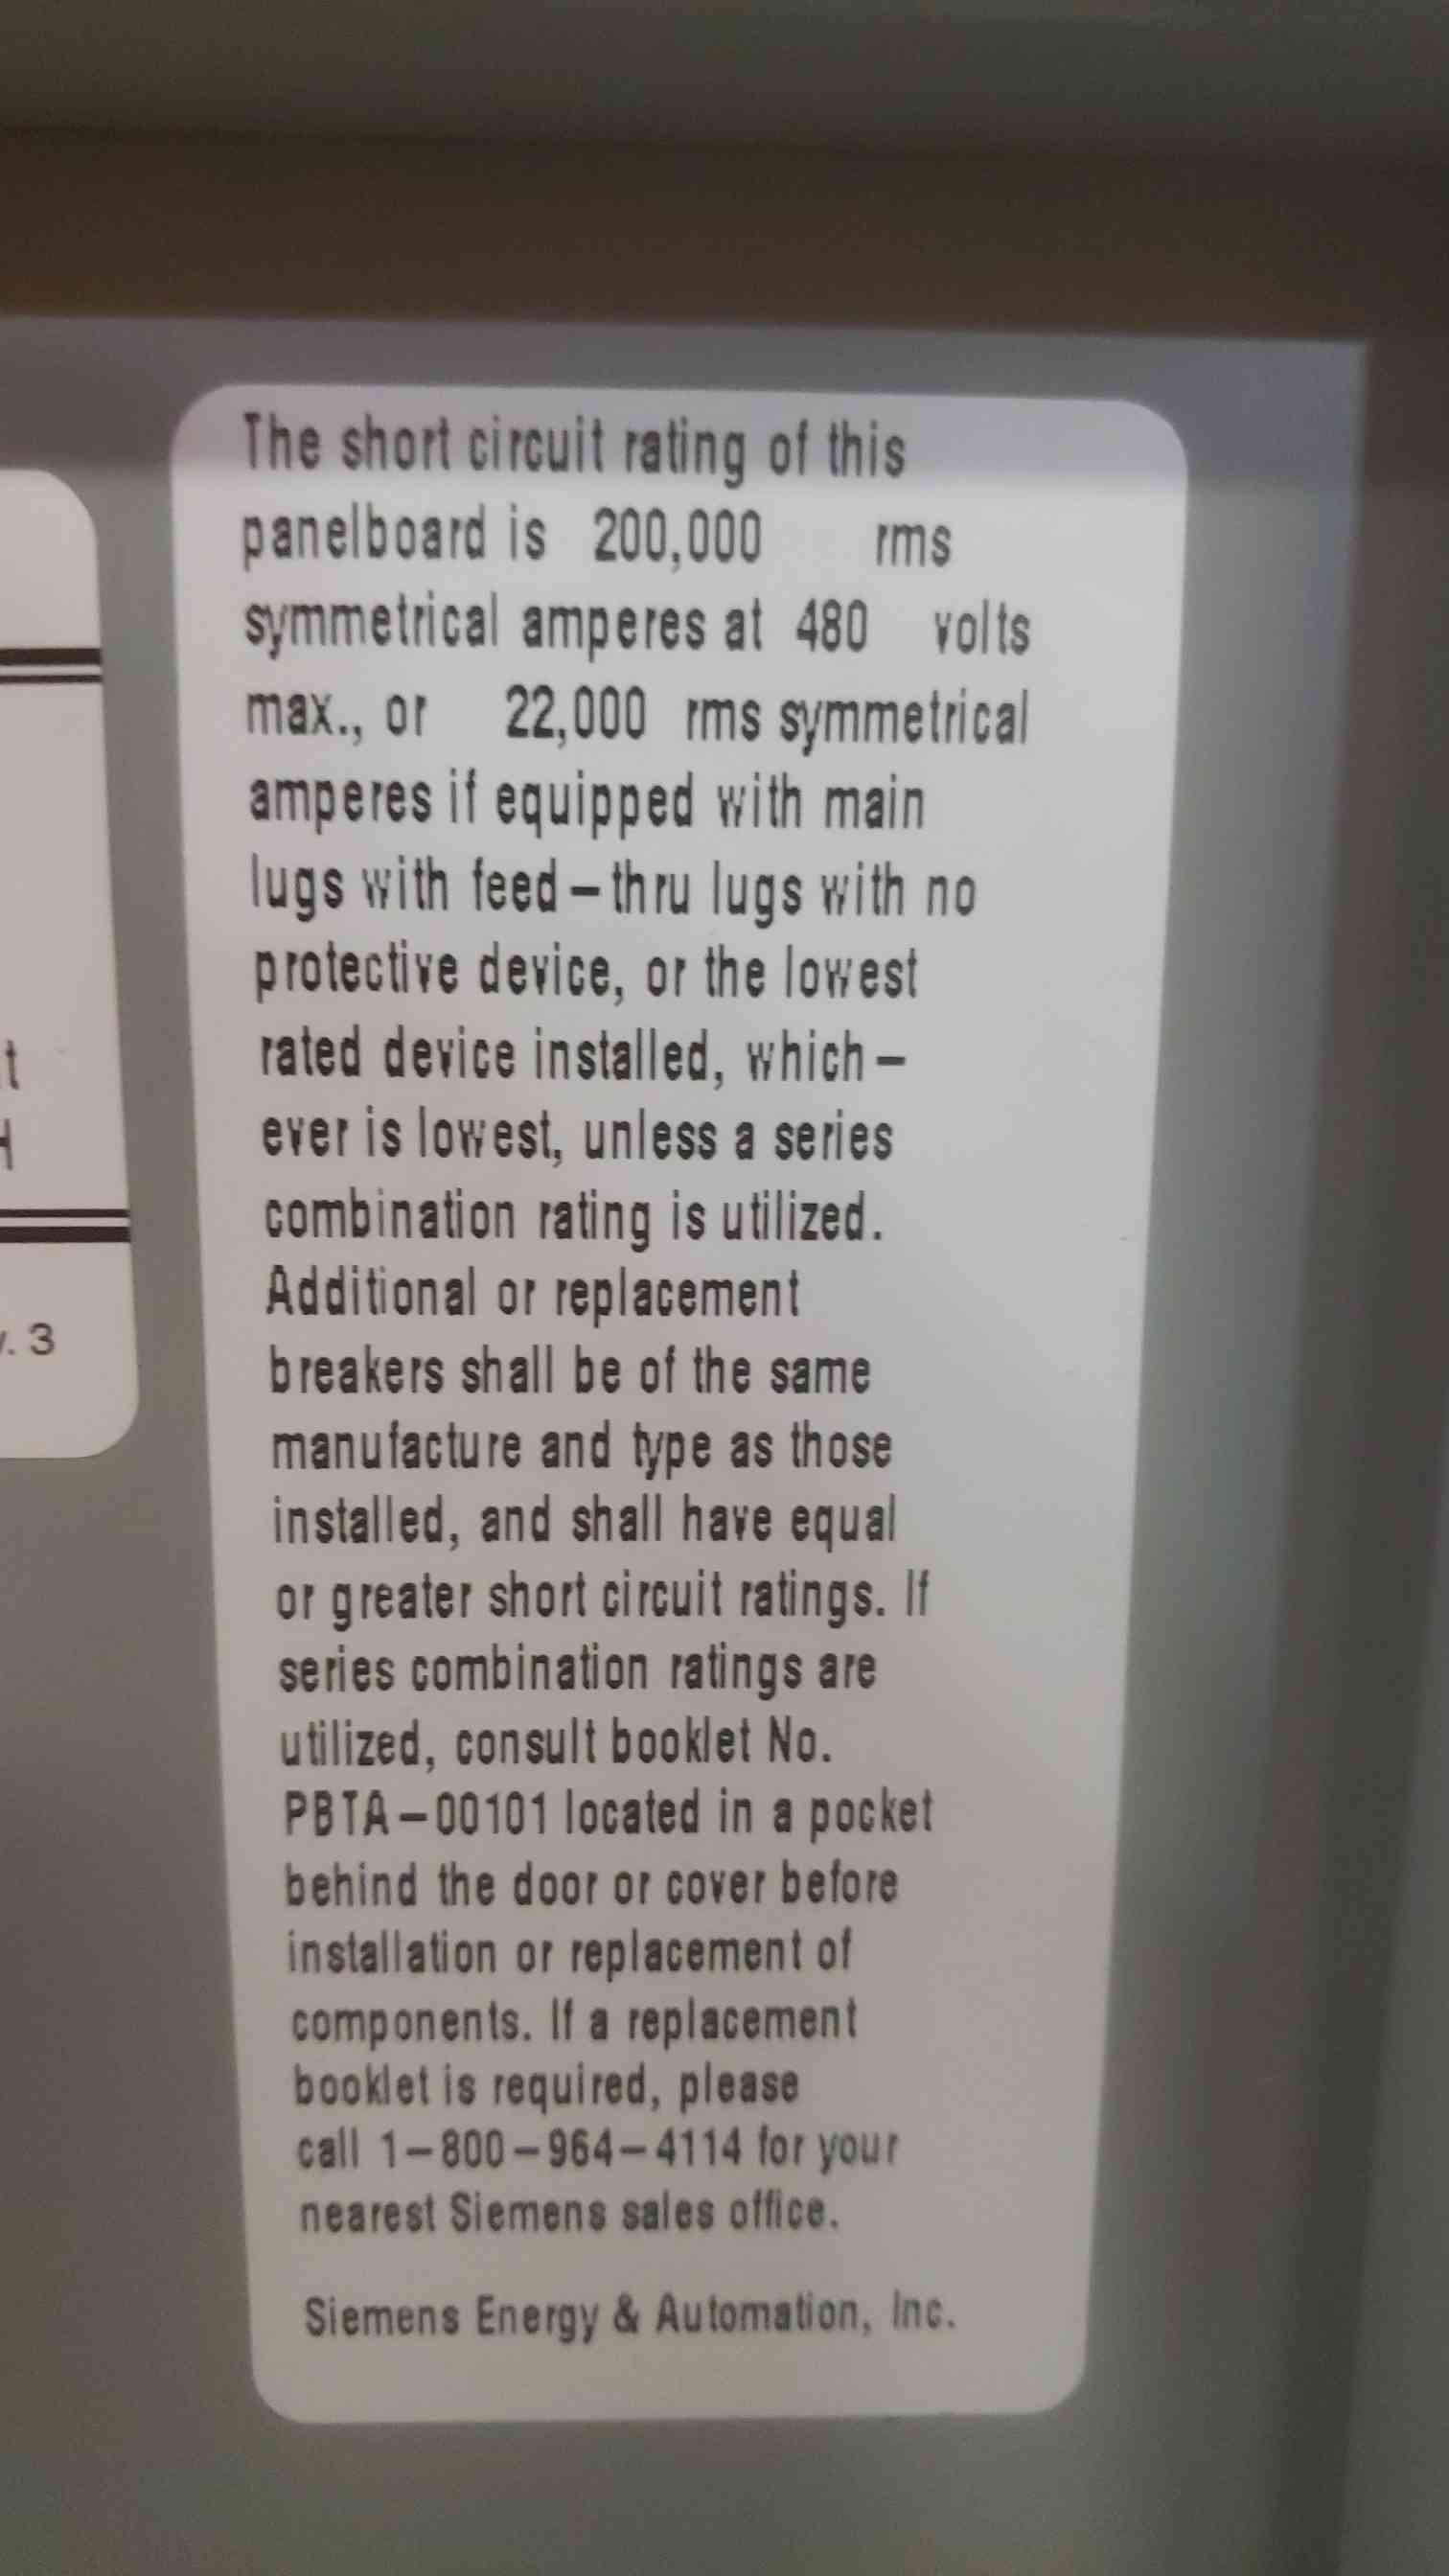 The short circuit rating of this
panelboard is 200,000 rms
symmetrical amperes at 480 volts
max., or 22,000 rms symmetrical
amperes if equipped with main
lugs with feed–thru lugs with no
protective device, or the lowest
rated device installed, which–
ever is lowest, unless a series
combination rating is utilized.
Additional or replacement
breakers shall be of the same
manufacture and type as those
installed, and shall have equal
or greater short circuit ratings. If
series combination ratings are
utilized, consult booklet No.
PBTA–00101 located in a pocket
behind the door or cover before
installation or replacement of
components. If a replacement
booklet is required, please
call 1–800–964–4114 for your
nearest Siemens sales office.
Siemens Energy & Automation, Inc.
t
. 3